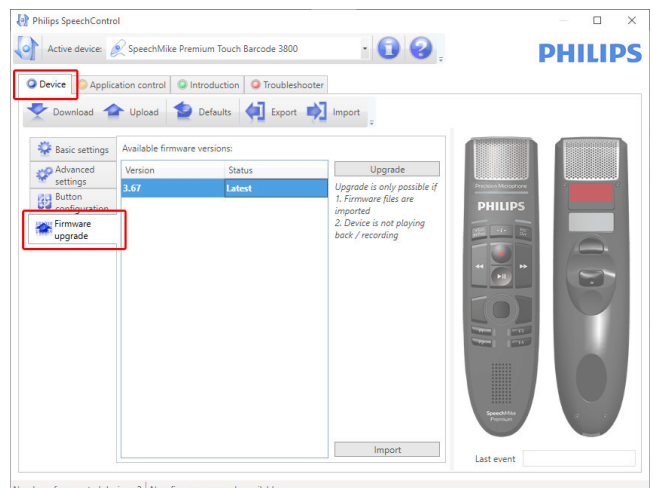 Philips SpeechControl
Active device: SpeechMike Premium Touch Barcode 3800
PHILIPS
Device Application control Introduction Troubleshooter
Download Upload Defaults Export Import
Basic settings
Advanced
settings
Button
configuration
Firmware
upgrade
Available firmware versions:
Version Status
3.67 Latest
Upgrade
Upgrade is only possible if
1. Firmware files are
imported
2. Device is not playing
back / recording
Import
Precision Microphone
PHILIPS
SpeechMike
Premium
Last event